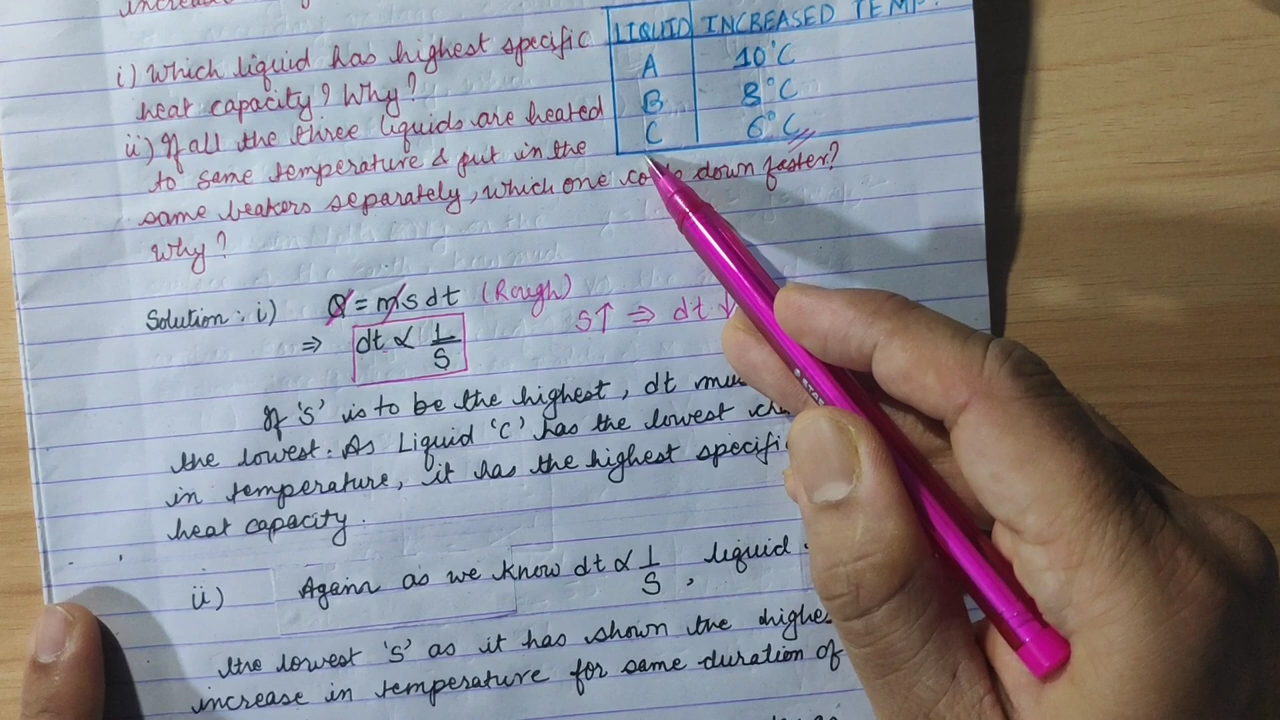 i) Which liquid has highest specific
heat capacity? Why?
ii) If all the three liquids are heated
to same temperature & put in the
same beakers separately, which one down faster?
Why?
LIQUID INCREASED TEMP.
A 10°C
B 8°C
C 6°C
Solution: i) Q = msdt (Rough)
⇒ dt ∝ 1/S
S↑ ⇒ dt↓
If 'S' is to be the highest, dt
the lowest. As Liquid 'C' has the lowest
in temperature, it has the highest
heat capacity.
ii) Again as we know dt ∝ 1/S, liquid
the lowest 'S' as it has shown the
increase in temperature for same duration of